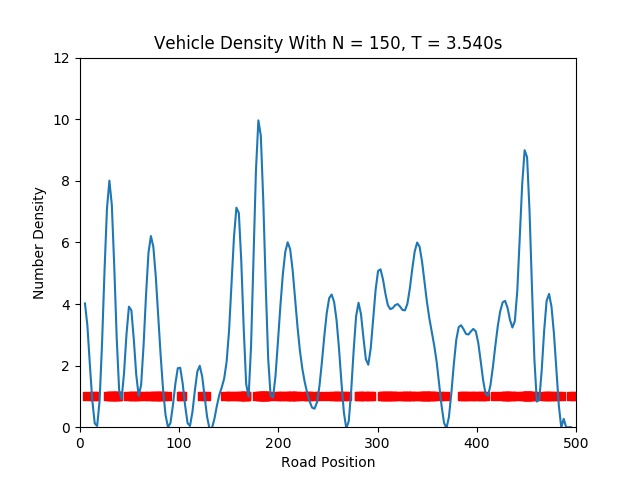 Vehicle Density With N = 150, T = 3.540s
12
10
8
6
4
2
0
Number Density
0 100 200 300 400 500
Road Position